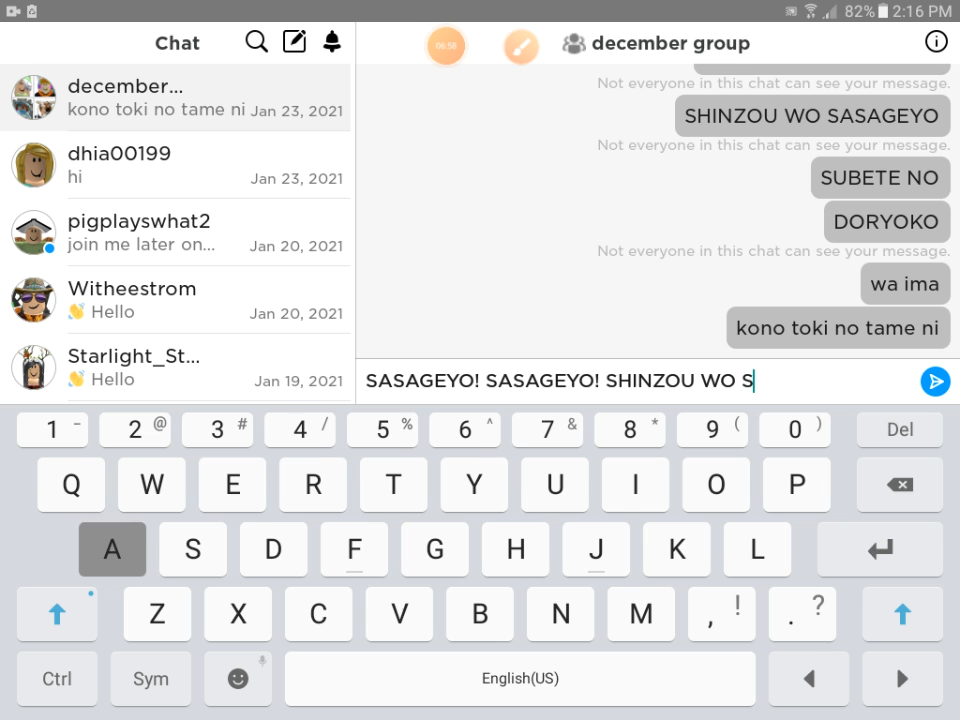 82% 2:16 PM
Chat
december...
kono toki no tame ni Jan 23, 2021
dhia00199
hi Jan 23, 2021
pigplayswhat2
join me later on... Jan 20, 2021
Witheestrom
👋 Hello Jan 20, 2021
Starlight_St...
👋 Hello Jan 19, 2021
06:58
december group
Not everyone in this chat can see your message.
SHINZOU WO SASAGEYO
Not everyone in this chat can see your message.
SUBETE NO
DORYOKO
Not everyone in this chat can see your message.
wa ima
kono toki no tame ni
SASAGEYO! SASAGEYO! SHINZOU WO S
1 - 2 @ 3 # 4 / 5 % 6 ^ 7 & 8 * 9 ( 0 ) Del
Q W E R T Y U I O P
A S D F G H J K L
Z X C V B N M , ! . ?
Ctrl Sym English(US)